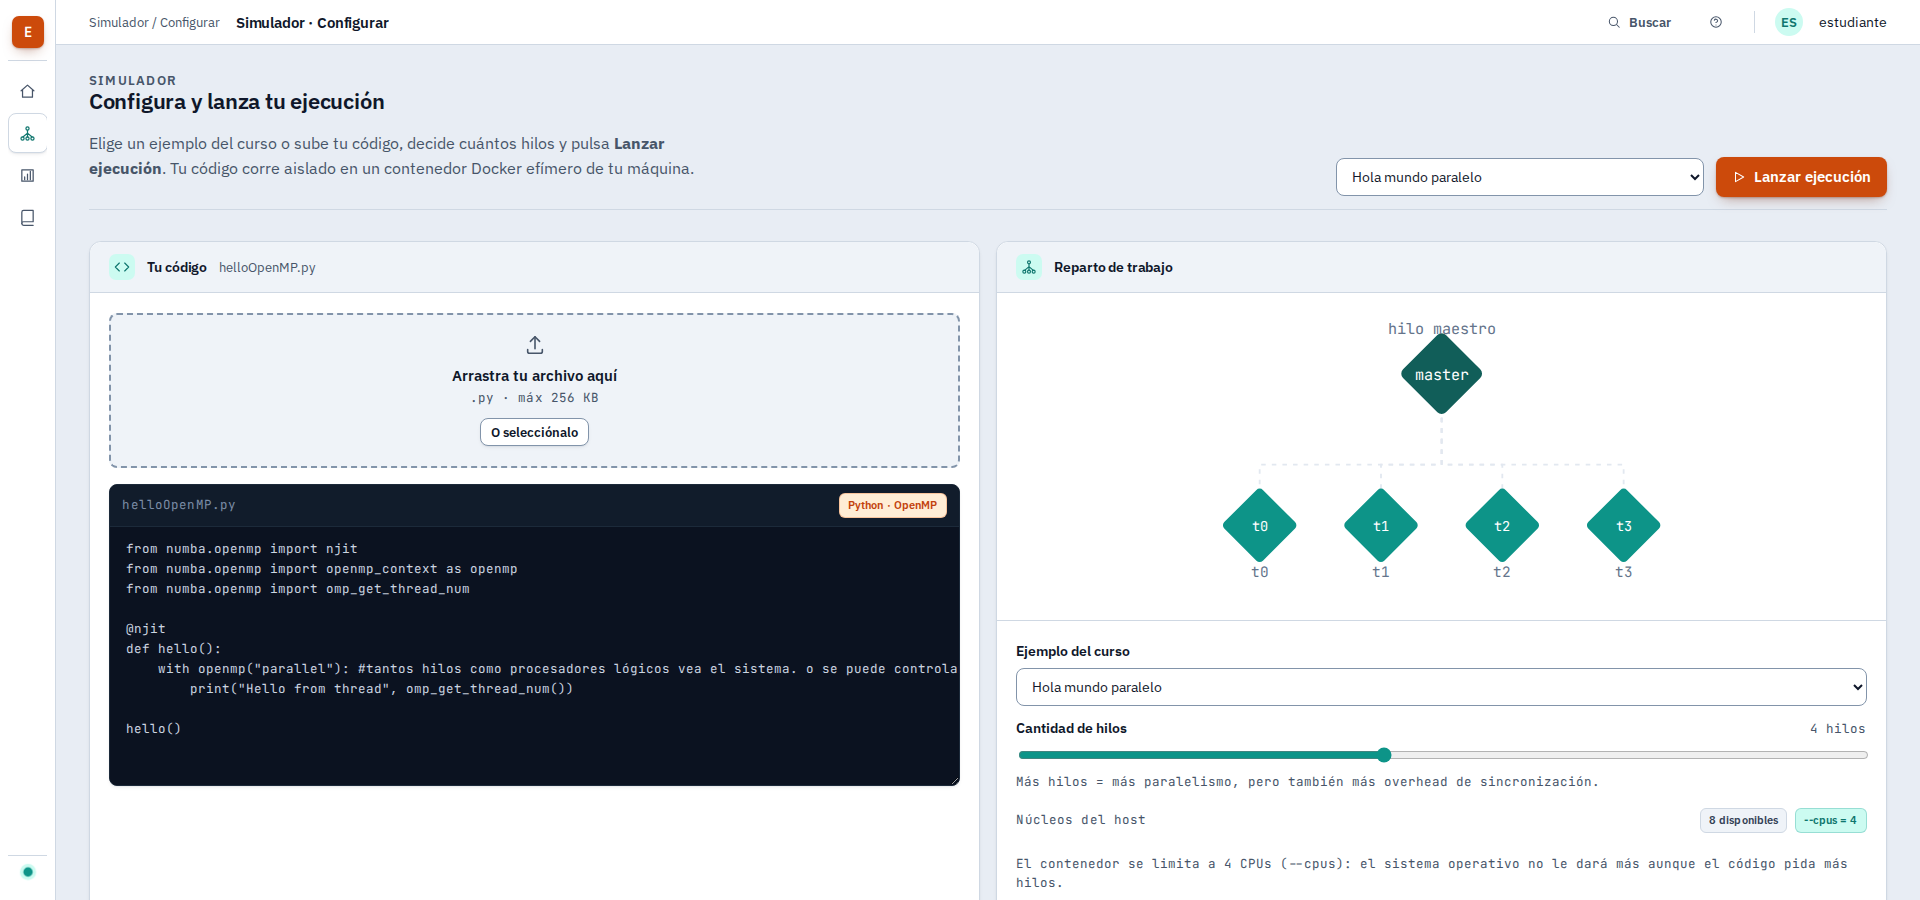 E
Simulador / Configurar
Simulador · Configurar
Buscar
ES
estudiante
SIMULADOR
Configura y lanza tu ejecución
Elige un ejemplo del curso o sube tu código, decide cuántos hilos y pulsa Lanzar
ejecución. Tu código corre aislado en un contenedor Docker efímero de tu máquina.
Hola mundo paralelo
Lanzar ejecución
Tu código helloOpenMP.py
Arrastra tu archivo aquí
.py · máx 256 KB
O selecciónalo
helloOpenMP.py
Python · OpenMP
from numba.openmp import njit
from numba.openmp import openmp_context as openmp
from numba.openmp import omp_get_thread_num
@njit
def hello():
with openmp("parallel"): #tantos hilos como procesadores lógicos vea el sistema. o se puede controla
print("Hello from thread", omp_get_thread_num())
hello()
Reparto de trabajo
hilo maestro
master
t0 t1 t2 t3
t0 t1 t2 t3
Ejemplo del curso
Hola mundo paralelo
Cantidad de hilos
4 hilos
Más hilos = más paralelismo, pero también más overhead de sincronización.
Núcleos del host
8 disponibles
--cpus = 4
El contenedor se limita a 4 CPUs (--cpus): el sistema operativo no le dará más aunque el código pida más
hilos.